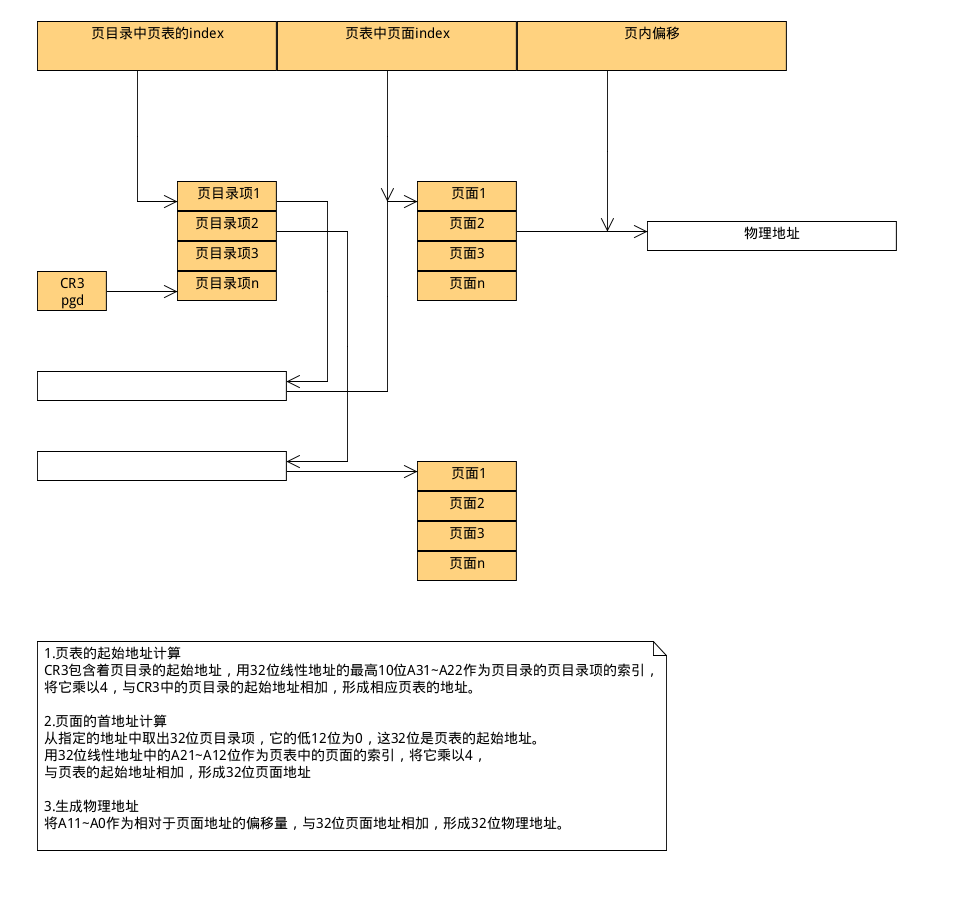 页目录中页表的index
页表中页面index
页内偏移
页目录项1
页目录项2
页目录项3
页目录项n
页面1
页面2
页面3
页面n
物理地址
CR3
pgd
页面1
页面2
页面3
页面n
1.页表的起始地址计算
CR3包含着页目录的起始地址，用32位线性地址的最高10位A31~A22作为页目录的页目录项的索引，
将它乘以4，与CR3中的页目录的起始地址相加，形成相应页表的地址。
2.页面的首地址计算
从指定的地址中取出32位页目录项，它的低12位为0，这32位是页表的起始地址。
用32位线性地址中的A21~A12位作为页表中的页面的索引，将它乘以4，
与页表的起始地址相加，形成32位页面地址
3.生成物理地址
将A11~A0作为相对于页面地址的偏移量，与32位页面地址相加，形成32位物理地址。